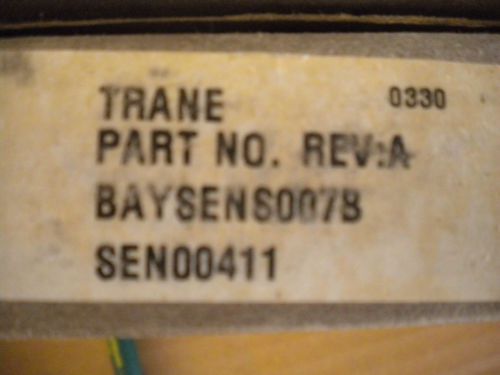 TRANE 0330
PART NO. REV:A
BAYSENS007B
SEN00411